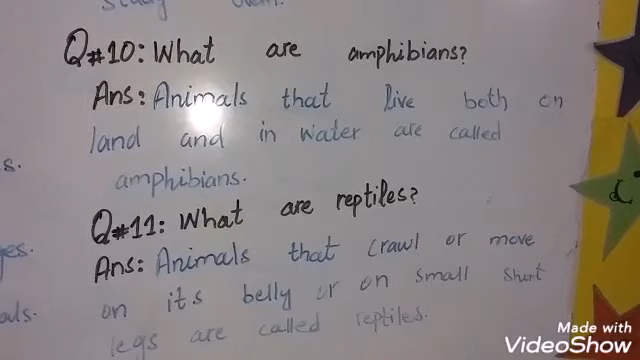 study them.
Q#10: What are amphibians?
Ans: Animals that live both on
land and in water are called
s.
amphibians.
Q#11: What are reptiles?
Ans: Animals that crawl or move
on its belly or on small short
legs are called reptiles.
Made with
VideoShow